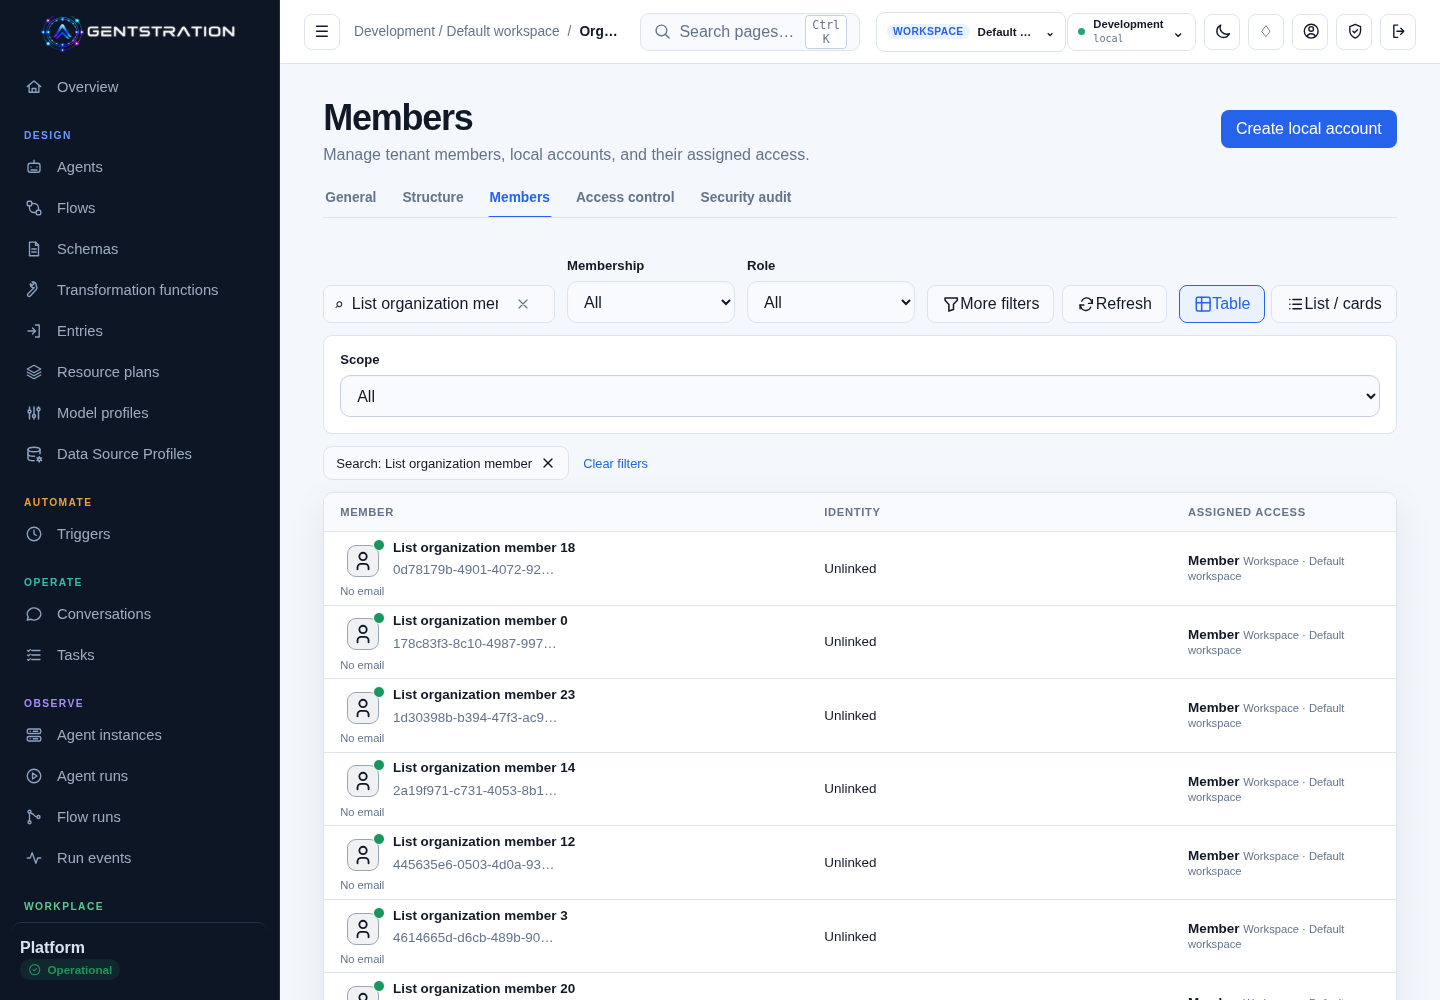 GENTSTRATION
Overview
DESIGN
Agents
Flows
Schemas
Transformation functions
Entries
Resource plans
Model profiles
Data Source Profiles
AUTOMATE
Triggers
OPERATE
Conversations
Tasks
OBSERVE
Agent instances
Agent runs
Flow runs
Run events
WORKPLACE
Platform
Operational
Development / Default workspace / Org…
Search pages… Ctrl K
WORKSPACE Default …
Development
local
Members
Create local account
Manage tenant members, local accounts, and their assigned access.
General Structure Members Access control Security audit
Membership Role
List organization mer All All More filters Refresh Table List / cards
Scope
All
Search: List organization member Clear filters
MEMBER IDENTITY ASSIGNED ACCESS
List organization member 18
0d78179b-4901-4072-92…
No email
Unlinked
Member Workspace · Default
workspace
List organization member 0
178c83f3-8c10-4987-997…
No email
Unlinked
Member Workspace · Default
workspace
List organization member 23
1d30398b-b394-47f3-ac9…
No email
Unlinked
Member Workspace · Default
workspace
List organization member 14
2a19f971-c731-4053-8b1…
No email
Unlinked
Member Workspace · Default
workspace
List organization member 12
445635e6-0503-4d0a-93…
No email
Unlinked
Member Workspace · Default
workspace
List organization member 3
4614665d-d6cb-489b-90…
No email
Unlinked
Member Workspace · Default
workspace
List organization member 20